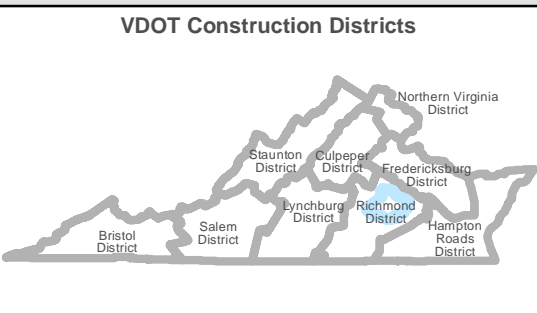 VDOT Construction Districts
Northern Virginia
District
Staunton
District
Culpeper
District
Fredericksburg
District
Lynchburg
District
Richmond
District
Bristol
District
Salem
District
Hampton
Roads
District